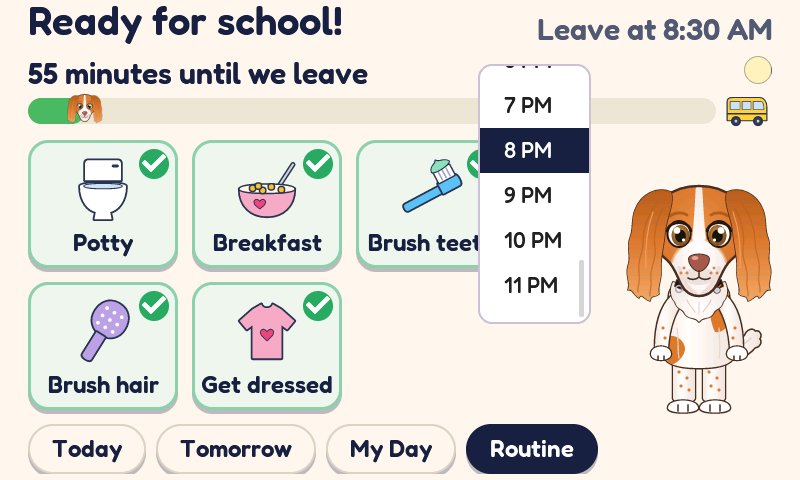 Ready for school!
Leave at 8:30 AM
55 minutes until we leave
7 PM
8 PM
9 PM
10 PM
11 PM
Potty
Breakfast
Brush teet
Brush hair
Get dressed
Today
Tomorrow
My Day
Routine